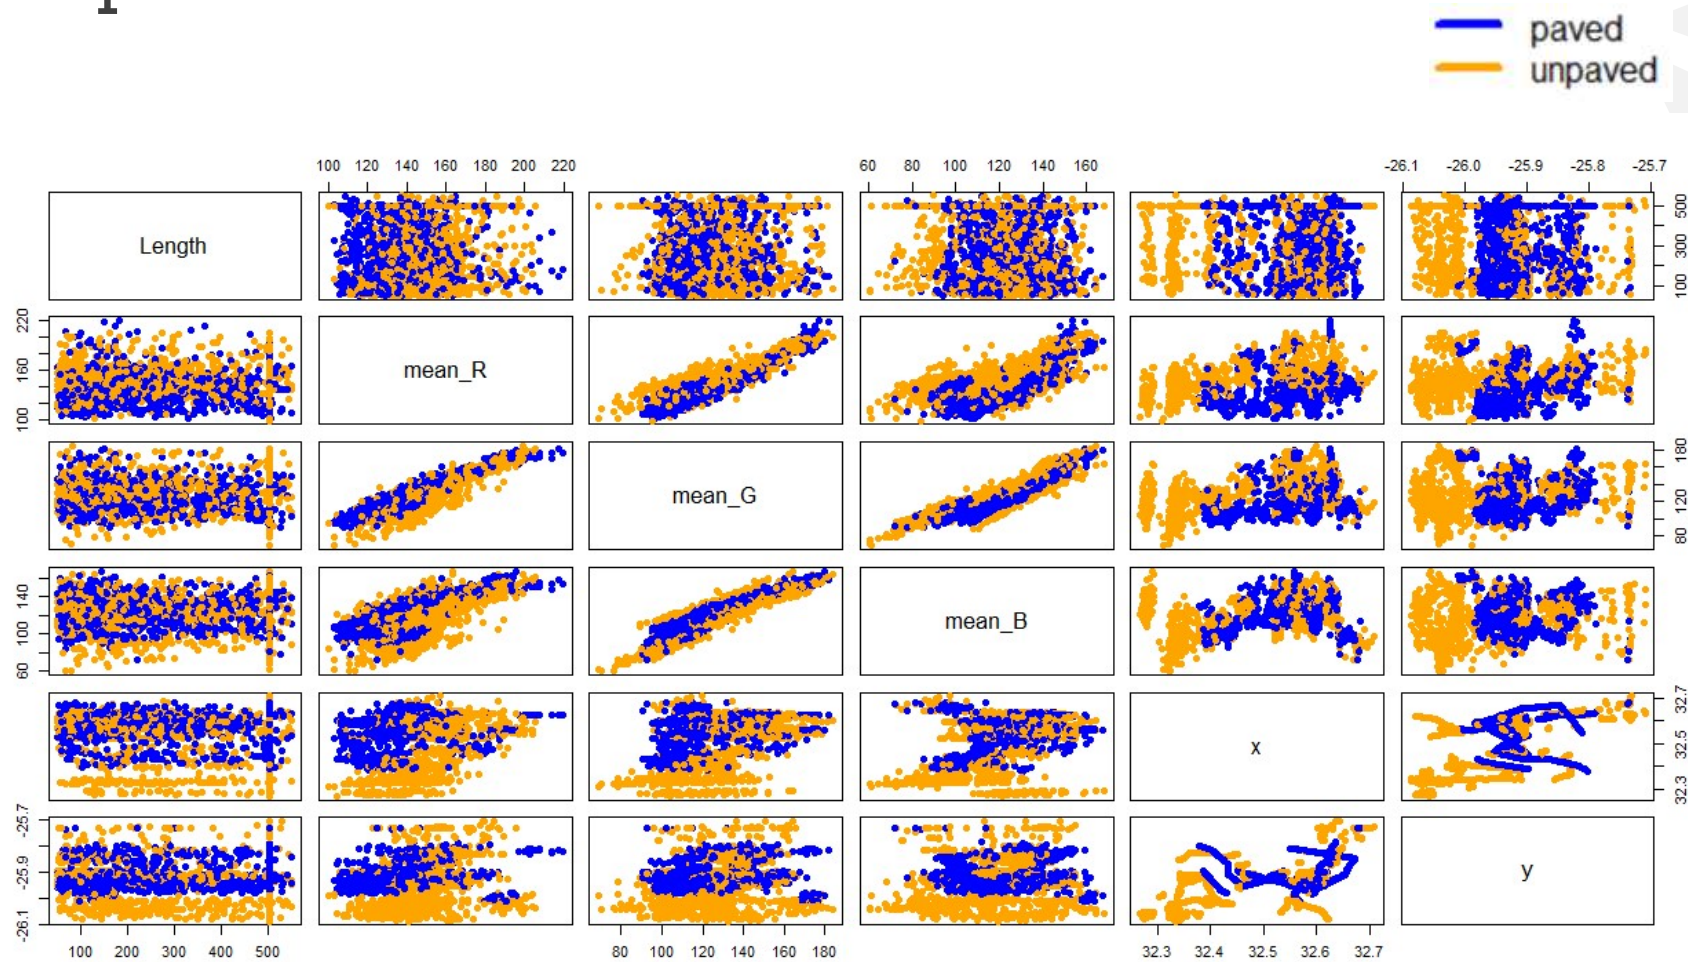 paved
unpaved
100 120 140 160 180 200 220
60 80 100 120 140 160
-26.1 -26.0 -25.9 -25.8 -25.7
Length
100 300 500
100 160 220
mean_R
mean_G
80 120 180
60 100 140
mean_B
x
32.3 32.5 32.7
-26.1 -25.9 -25.7
y
100 200 300 400 500
80 100 120 140 160 180
32.3 32.4 32.5 32.6 32.7